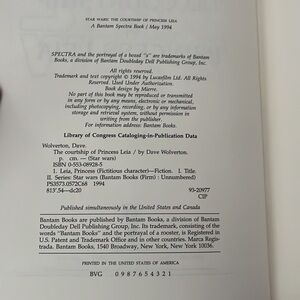 STAR WARS: THE COURTSHIP OF PRINCESS LEIA
A Bantam Spectra Book / May 1994
SPECTRA and the portrayal of a boxed "s" are trademarks of Bantam
Books, a division of Bantam Doubleday Dell Publishing Group, Inc.
All rights reserved.
Trademark and text copyright © 1994 by Lucasfilm Ltd. All Rights
Reserved. Used Under Authorization.
Book design by Mierre.
No part of this book may be reproduced or transmitted
in any form or by any means, electronic or mechanical,
including photocopying, recording, or by any information
storage and retrieval system, without permission in
writing from the publisher.
For information address: Bantam Books.
Library of Congress Cataloging-in-Publication Data
Wolverton, Dave.
The courtship of Princess Leia / by Dave Wolverton.
p. cm. — (Star wars)
ISBN 0-553-08928-5
1. Leia, Princess (Fictitious character)—Fiction. I. Title.
II. Series: Star wars (Bantam Books (Firm) : Unnumbered)
PS3573.O572C68 1994
813'.54—dc20 93-20977
CIP
Published simultaneously in the United States and Canada
Bantam Books are published by Bantam Books, a division of Bantam
Doubleday Dell Publishing Group, Inc. Its trademark, consisting of the
words "Bantam Books" and the portrayal of a rooster, is Registered in
U.S. Patent and Trademark Office and in other countries. Marca Regis-
trada. Bantam Books, 1540 Broadway, New York, New York 10036.
PRINTED IN THE UNITED STATES OF AMERICA
BVG 0 9 8 7 6 5 4 3 2 1